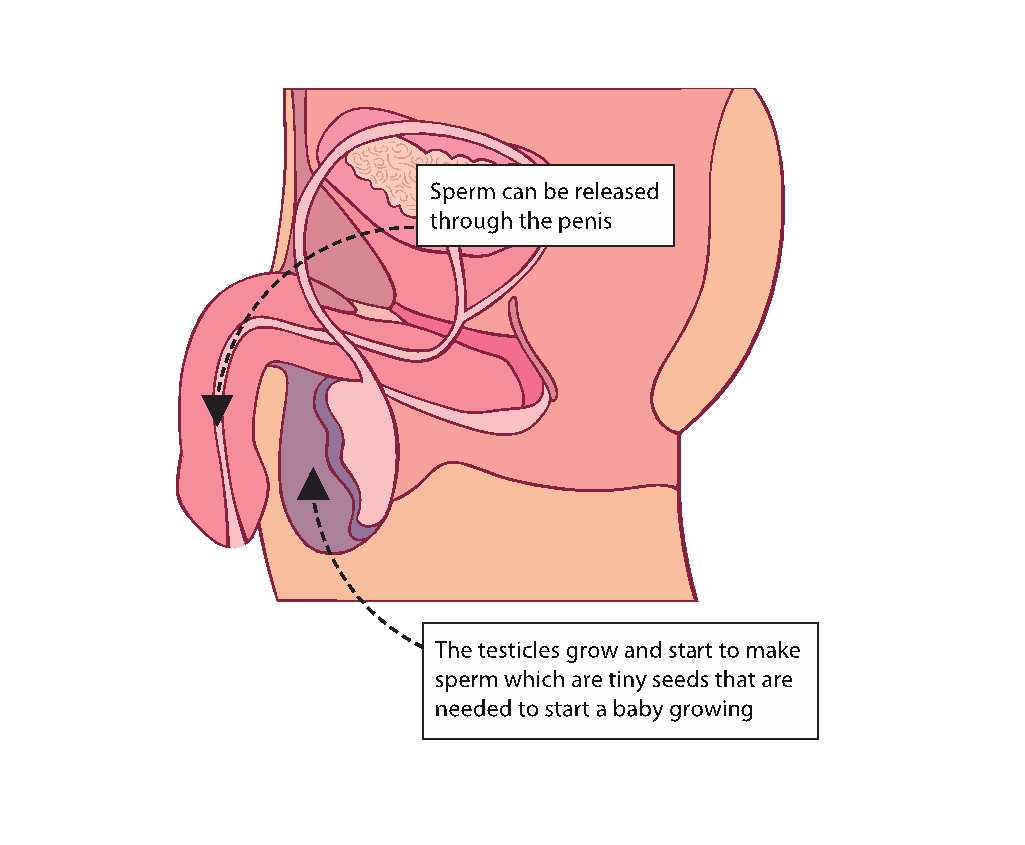 Sperm can be released
through the penis
The testicles grow and start to make
sperm which are tiny seeds that are
needed to start a baby growing